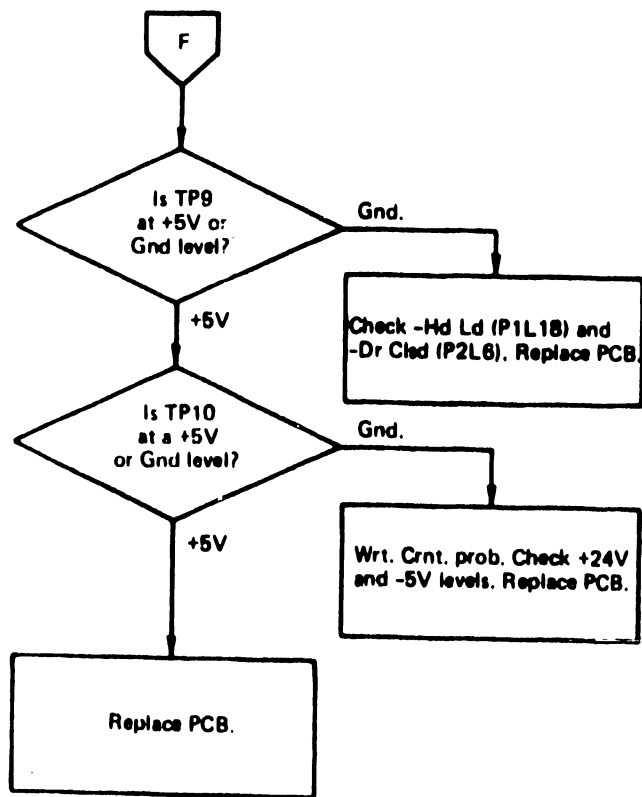 F
Is TP9
at +5V or
Gnd level?
Gnd.
+5V
Check -Hd Ld (P1L18) and
-Dr Clsd (P2L6). Replace PCB.
Is TP10
at a +5V
or Gnd level?
Gnd.
+5V
Wrt. Crnt. prob. Check +24V
and -5V levels. Replace PCB.
Replace PCB.